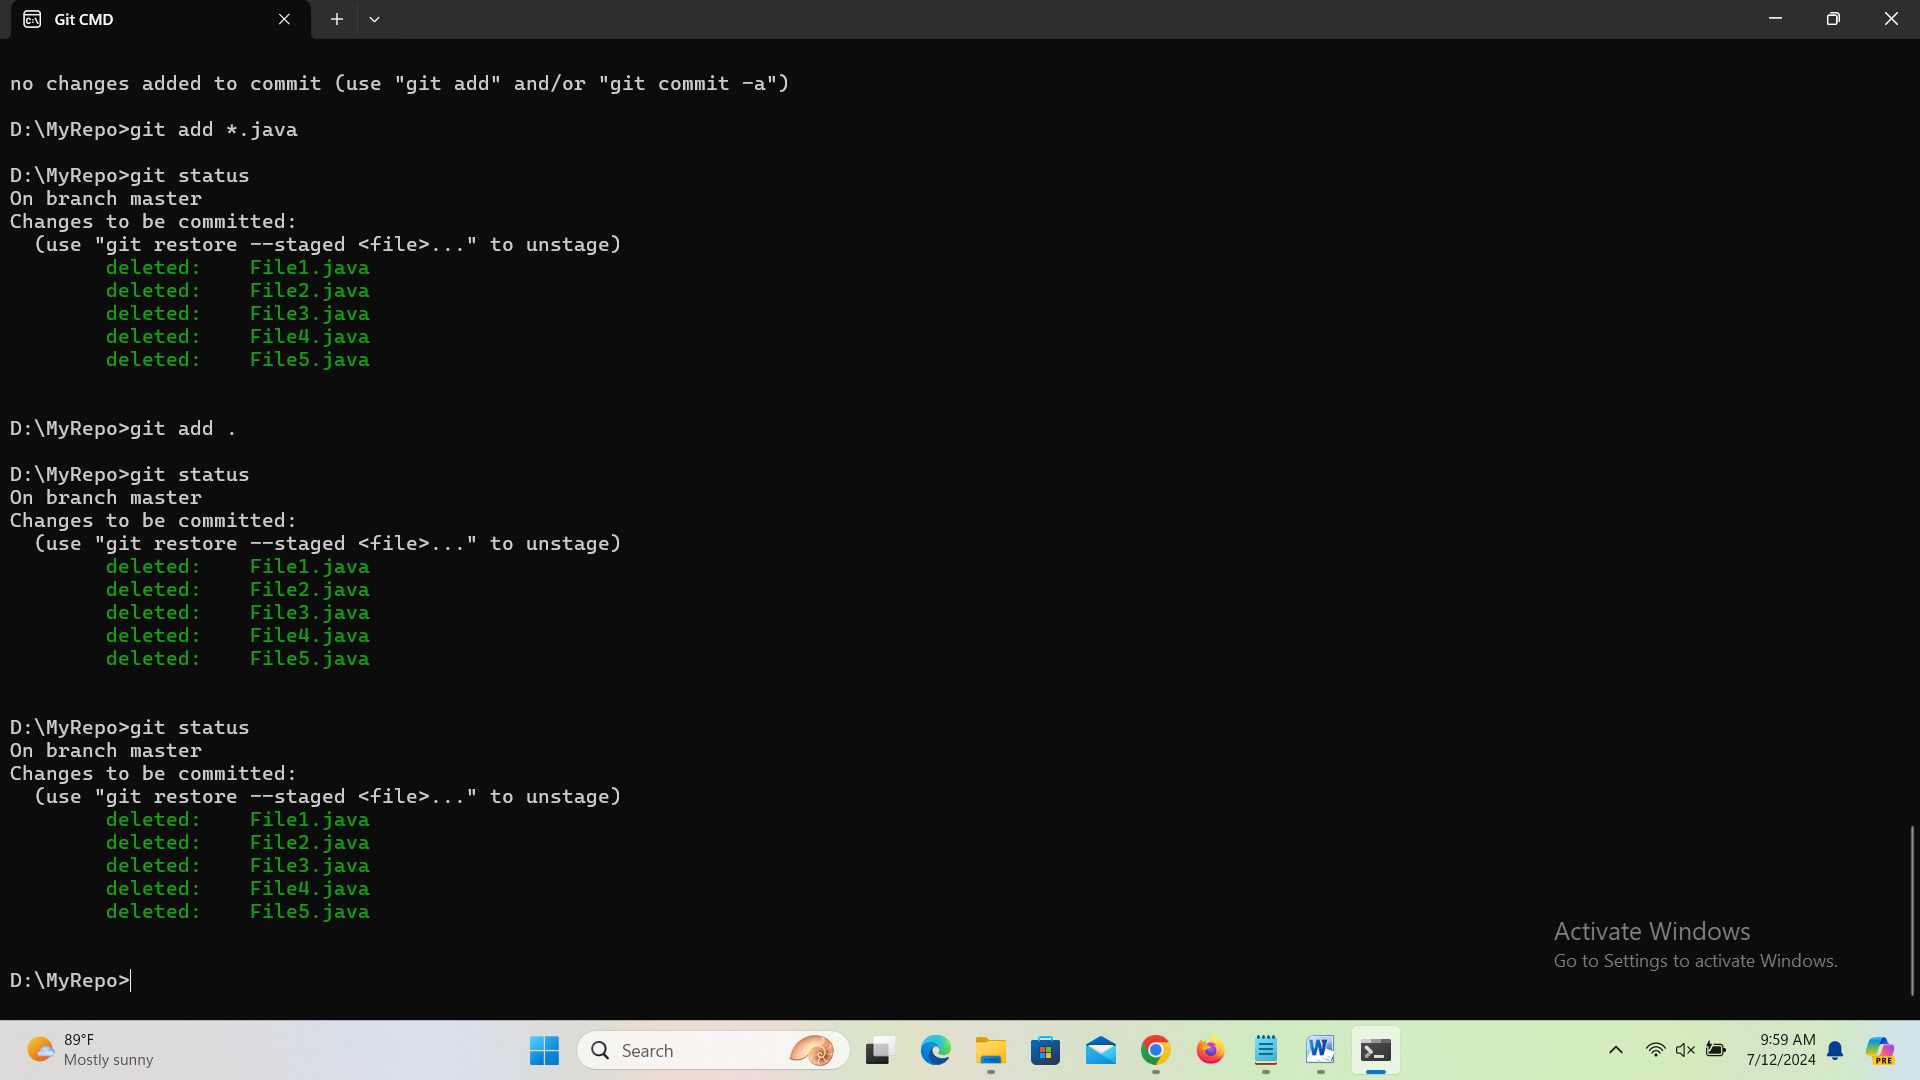 Git CMD
no changes added to commit (use "git add" and/or "git commit -a")
D:\MyRepo>git add *.java
D:\MyRepo>git status
On branch master
Changes to be committed:
  (use "git restore --staged <file>..." to unstage)
        deleted:    File1.java
        deleted:    File2.java
        deleted:    File3.java
        deleted:    File4.java
        deleted:    File5.java
D:\MyRepo>git add .
D:\MyRepo>git status
On branch master
Changes to be committed:
  (use "git restore --staged <file>..." to unstage)
        deleted:    File1.java
        deleted:    File2.java
        deleted:    File3.java
        deleted:    File4.java
        deleted:    File5.java
D:\MyRepo>git status
On branch master
Changes to be committed:
  (use "git restore --staged <file>..." to unstage)
        deleted:    File1.java
        deleted:    File2.java
        deleted:    File3.java
        deleted:    File4.java
        deleted:    File5.java
D:\MyRepo>
Activate Windows
Go to Settings to activate Windows.
89°F
Mostly sunny
Search
9:59 AM
7/12/2024
PRE